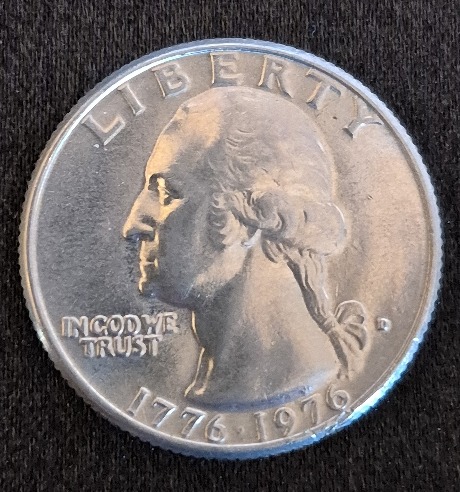 LIBERTY
IN GOD WE
TRUST
D
1776·1976